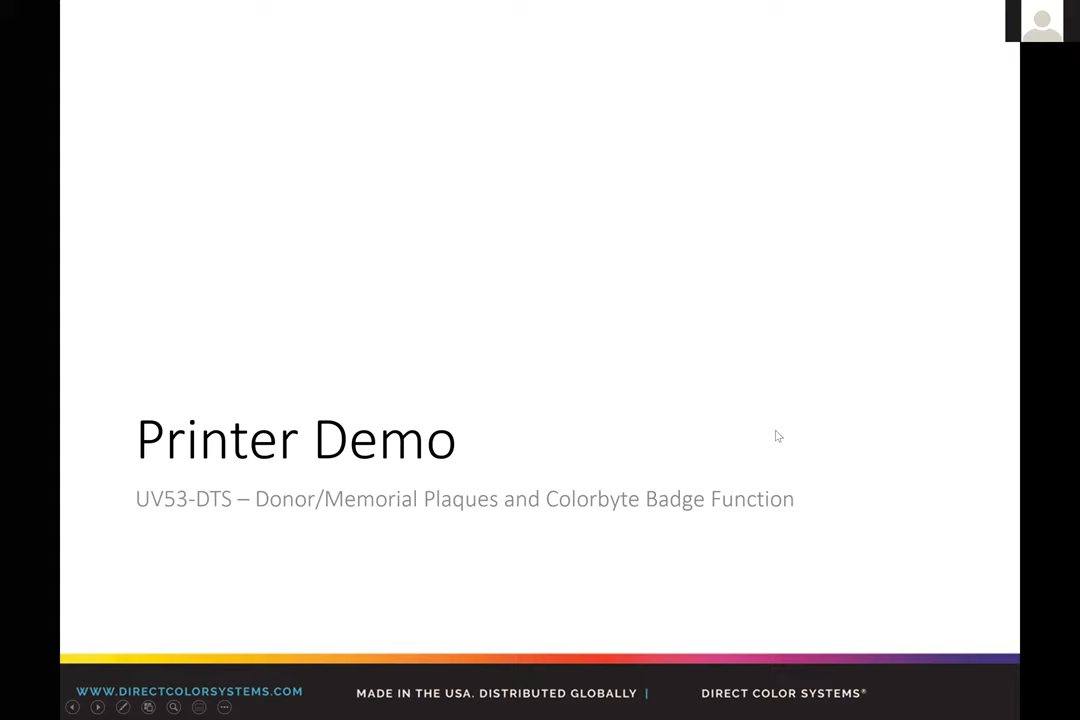 Printer Demo
UV53-DTS – Donor/Memorial Plaques and Colorbyte Badge Function
WWW.DIRECTCOLORSYSTEMS.COM MADE IN THE USA. DISTRIBUTED GLOBALLY | DIRECT COLOR SYSTEMS®